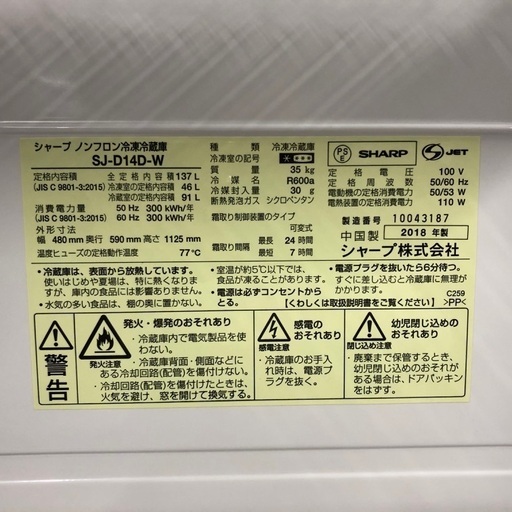 シャープ ノンフロン冷凍冷蔵庫
SJ-D14D-W
定格内容積 全定格内容積 137 L
(JIS C 9801-3:2015) 冷凍室の定格内容積 46 L
冷蔵室の定格内容積 91 L
消費電力量 50 Hz 300 kWh/年
(JIS C 9801-3:2015) 60 Hz 300 kWh/年
外形寸法
幅 480 mm 奥行 590 mm 高さ 1125 mm
温度ヒューズの定格動作温度 77℃
種類 冷凍冷蔵庫
冷凍室の記号
質量 35 kg
冷媒名 R600a
冷媒封入量 30 g
断熱発泡ガス シクロペンタン
霜取り制御装置のタイプ
可変式
霜取り間隔 最長 24 時間
最短 7 時間
PS
E
SHARP
S JET
定格電圧 100 V
定格周波数 50/60 Hz
電動機の定格消費電力 50/53 W
電熱装置の定格消費電力 110 W
製造番号 10043187
中国製 2018 年製
シャープ株式会社
• 冷蔵庫は、表面から放熱しています。
使いはじめや夏場には、特に熱くなりま
すが、庫内の食品にはえいきょうありません。
• 水気の多い食品は、棚の奥に置かない。
• 室温が約5℃以下では、
食品は凍ることがある。
• 電源は必ずコンセントから
とる。
• 電源プラグを抜いたら6分待つ。
すぐに差し込むと冷蔵庫に無理が
かかります。
【くわしくは取扱説明書をご覧ください】
C259
>PP<
警告
発火注意
発火・爆発のおそれあり
• 冷蔵庫内で電気製品を使
わない。
• 冷蔵庫背面・側面などに
ある冷却回路(配管)を傷付けない。
• 冷却回路(配管)を傷付けたときは、
火気を避け、窓を開けて換気する。
感電注意
感電の
おそれあり
• 冷蔵庫のお手入
れ時は、電源プ
ラグを抜く。
閉じ込め注意
幼児閉じ込めの
おそれあり
• 廃棄まで保管するとき、
幼児閉じ込めのおそれが
ある場合は、ドアパッキン
をはずす。